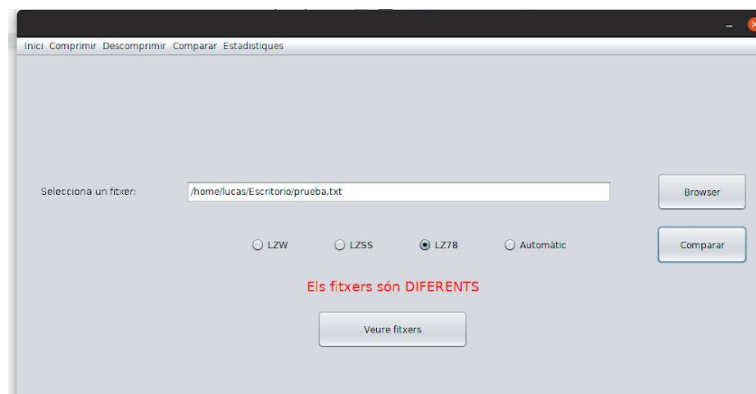 Inici Comprimir Descomprimir Comparar Estadistiques
Selecciona un fitxer: /home/lucas/Escritorio/prueba.txt Browser
LZW LZSS LZ78 Automàtic Comparar
Els fitxers són DIFERENTS
Veure fitxers